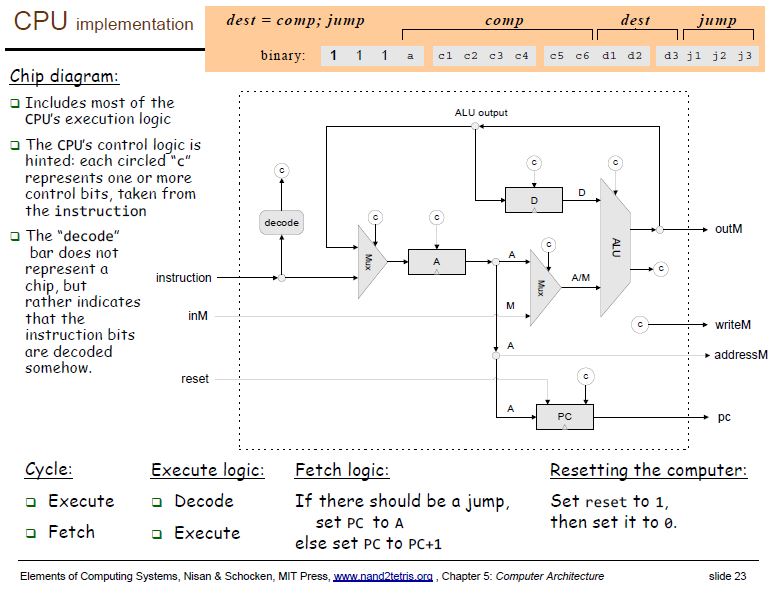 CPU implementation
dest = comp; jump
comp dest jump
binary: 1 1 1 a c1 c2 c3 c4 c5 c6 d1 d2 d3 j1 j2 j3
Chip diagram:
Includes most of the
CPU's execution logic
The CPU's control logic is
hinted: each circled "c"
represents one or more
control bits, taken from
the instruction
The "decode"
bar does not
represent a
chip, but
rather indicates
that the
instruction bits
are decoded
somehow.
ALU output
c
decode
c
Mux
c
A
c
D
D
c
ALU
c
Mux
A
M
A/M
c
A
A
c
PC
c
instruction
inM
reset
outM
writeM
addressM
pc
Cycle:
Execute
Fetch
Execute logic:
Decode
Execute
Fetch logic:
If there should be a jump,
set PC to A
else set PC to PC+1
Resetting the computer:
Set reset to 1,
then set it to 0.
Elements of Computing Systems, Nisan & Schocken, MIT Press, www.nand2tetris.org , Chapter 5: Computer Architecture slide 23